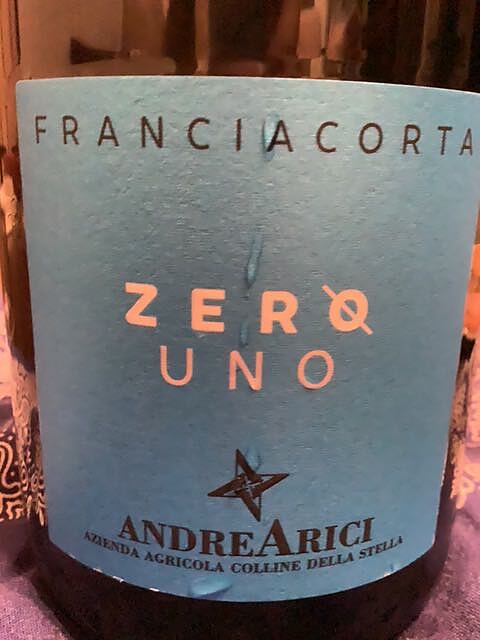 FRANCIACORTA
ZERO
UNO
ANDREARICI
AZIENDA AGRICOLA COLLINE DELLA STELLA